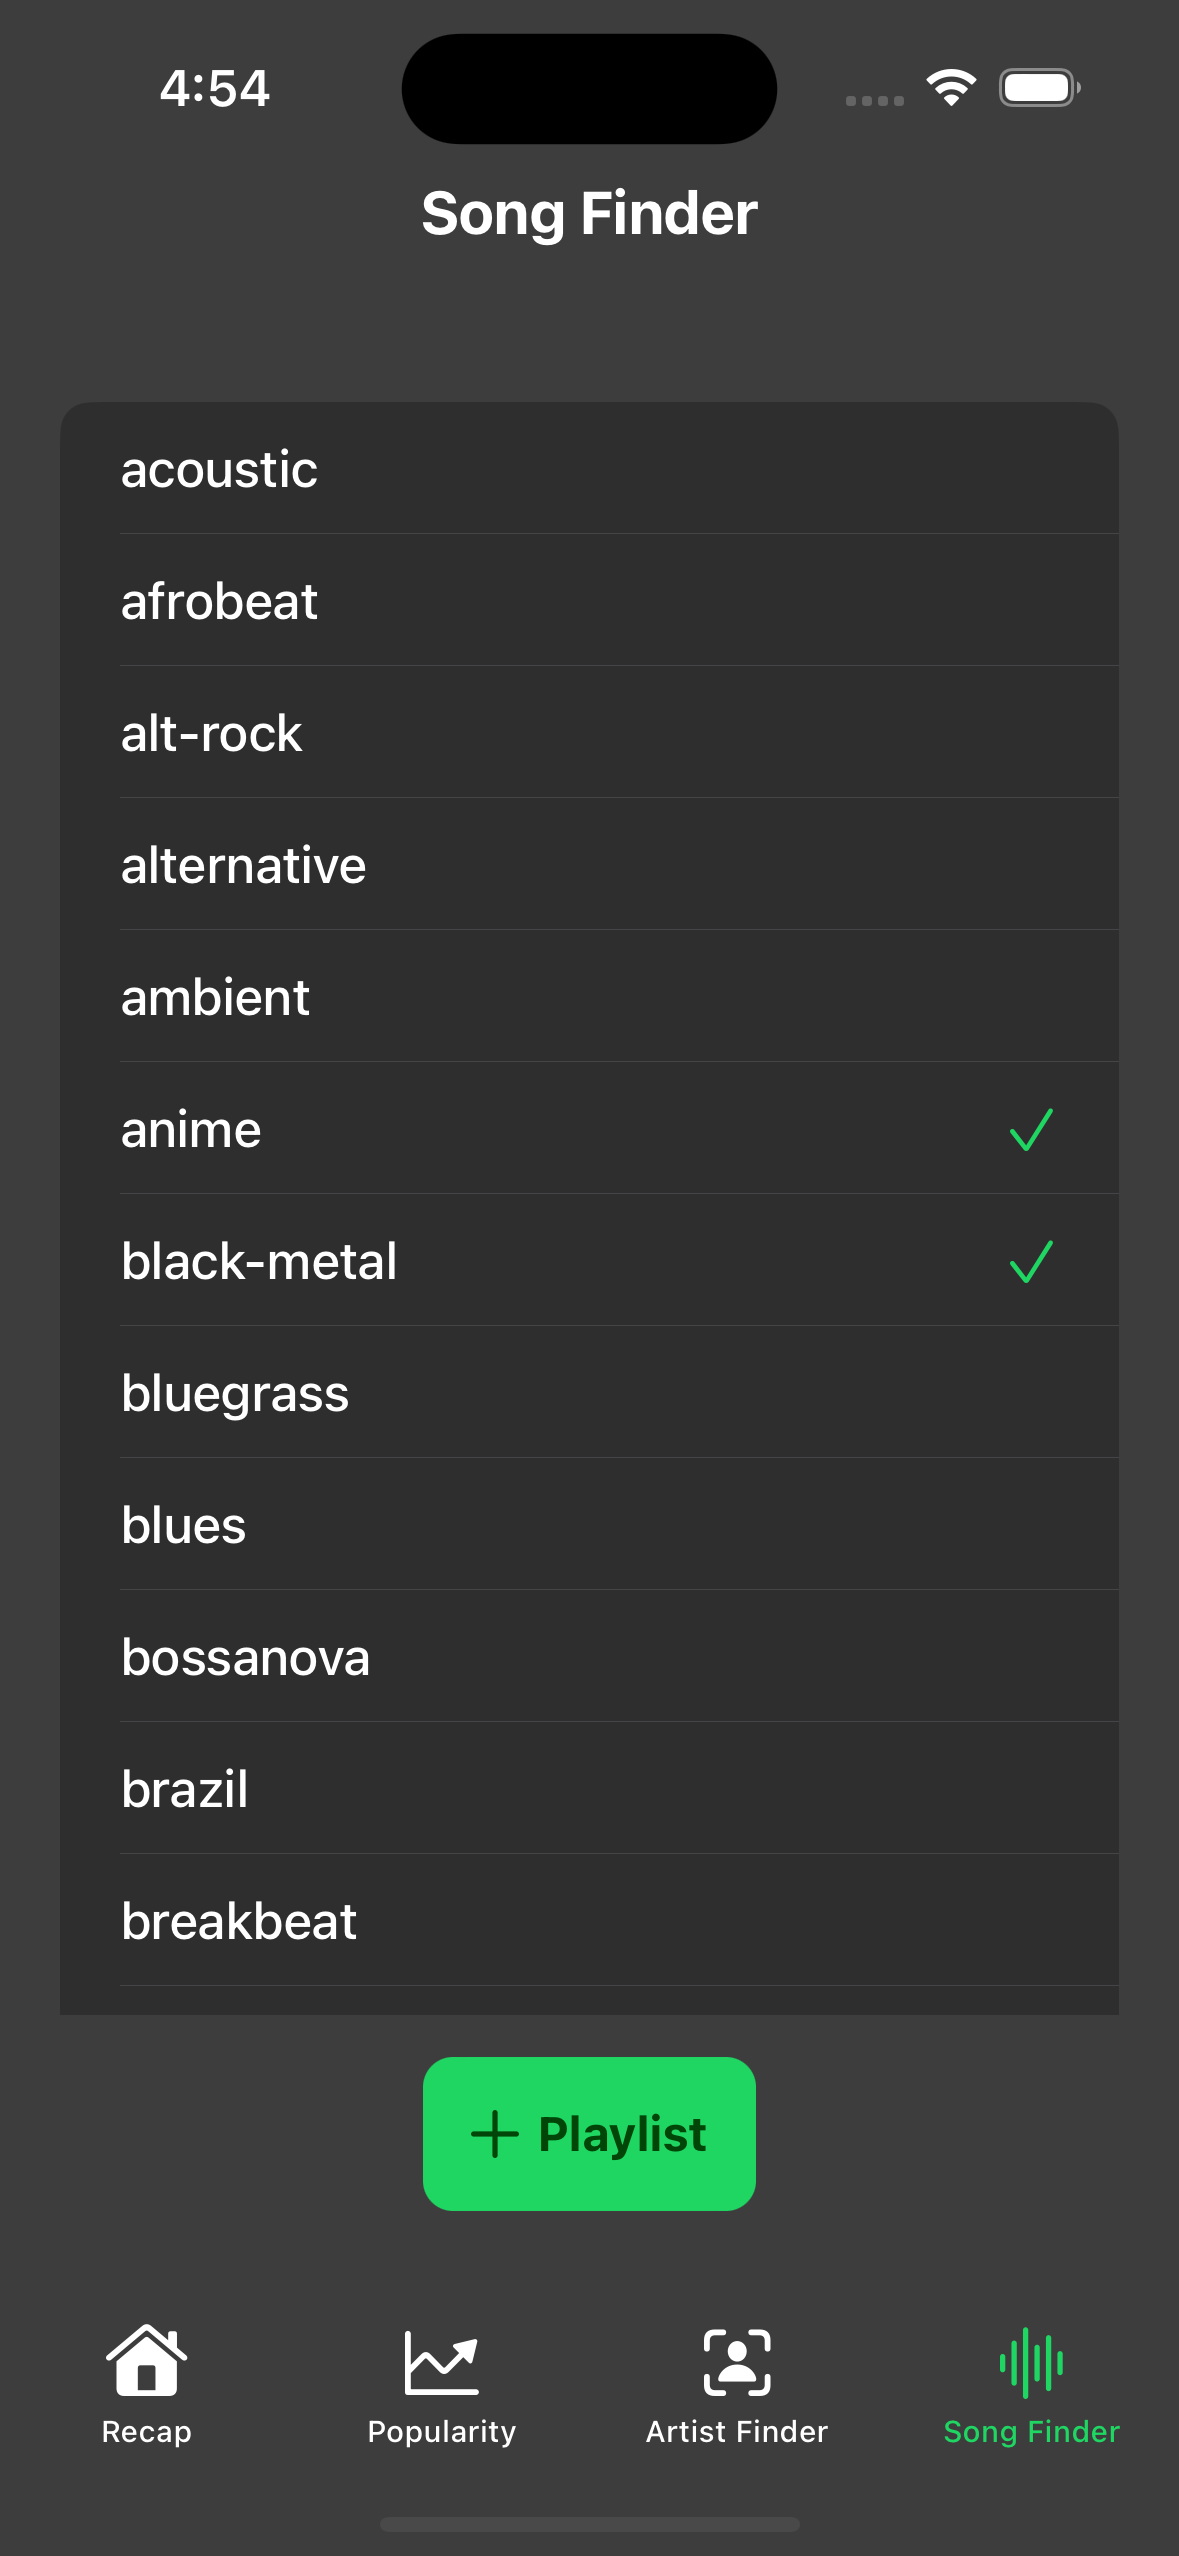 4:54
Song Finder
acoustic
afrobeat
alt-rock
alternative
ambient
anime
black-metal
bluegrass
blues
bossanova
brazil
breakbeat
Playlist
Recap
Popularity
Artist Finder
Song Finder